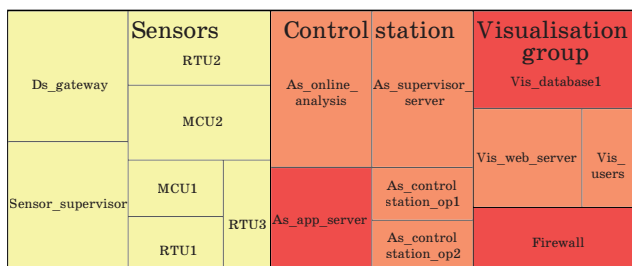 Sensors
Ds_gateway
RTU2
MCU2
Sensor_supervisor
MCU1
RTU1
RTU3
Control station
As_online_
analysis
As_supervisor_
server
As_app_server
As_control
station_op1
As_control
station_op2
Visualisation
group
Vis_database1
Vis_web_server
Vis_
users
Firewall